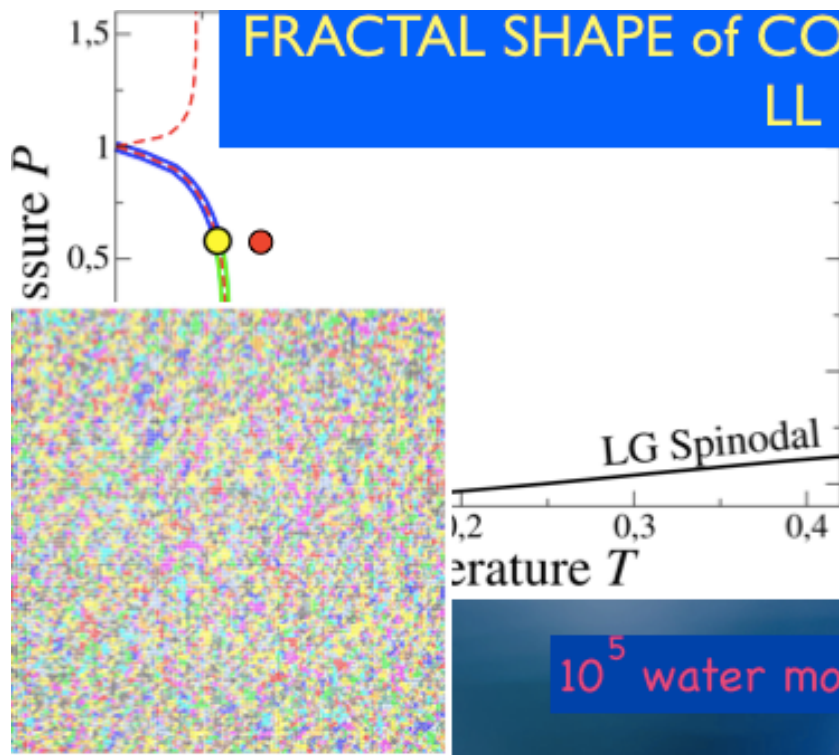 FRACTAL SHAPE of CO
LL
1,5
1
0,5
ssure P
LG Spinodal
0,2
0,3
0,4
erature T
10⁵ water mo